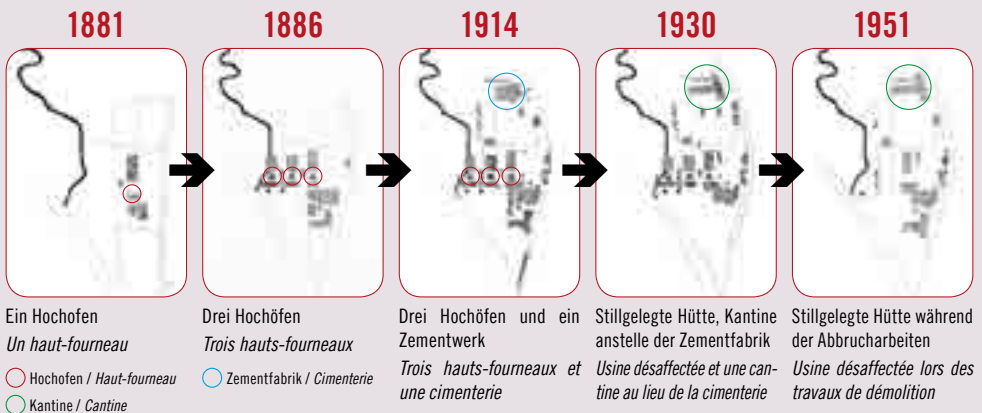 1881
1886
1914
1930
1951
Ein Hochofen
Un haut-fourneau
Hochofen / Haut-fourneau
Kantine / Cantine
Drei Hochöfen
Trois hauts-fourneaux
Zementfabrik / Cimenterie
Drei Hochöfen und ein
Zementwerk
Trois hauts-fourneaux et
une cimenterie
Stillgelegte Hütte, Kantine
anstelle der Zementfabrik
Usine désaffectée et une can-
tine au lieu de la cimenterie
Stillgelegte Hütte während
der Abbrucharbeiten
Usine désaffectée lors des
travaux de démolition